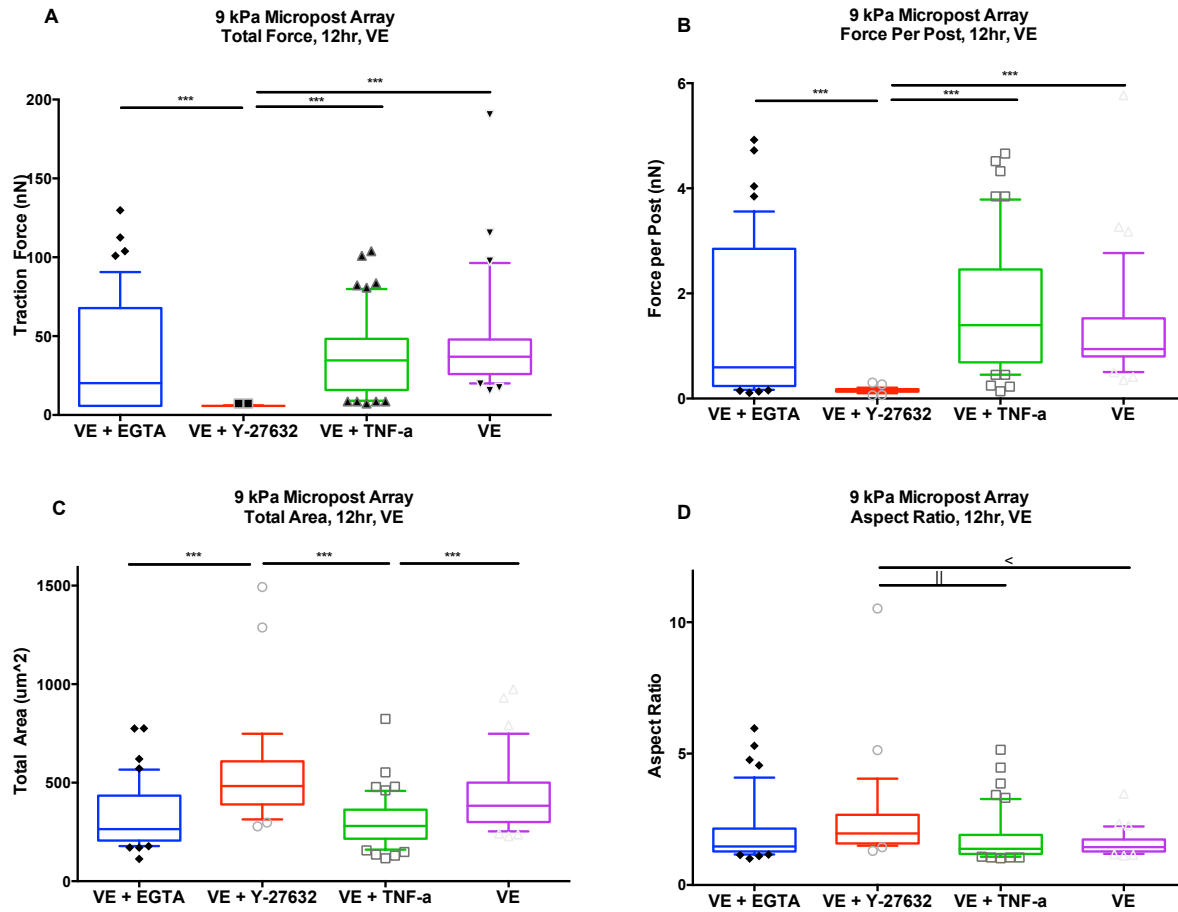 A
9 kPa Micropost Array
Total Force, 12hr, VE
Traction Force (nN)
200
150
100
50
0
***
***
***
VE + EGTA
VE + Y-27632
VE + TNF-a
VE
B
9 kPa Micropost Array
Force Per Post, 12hr, VE
Force per Post (nN)
6
4
2
0
***
***
***
VE + EGTA
VE + Y-27632
VE + TNF-a
VE
C
9 kPa Micropost Array
Total Area, 12hr, VE
Total Area (um^2)
1500
1000
500
0
***
***
***
VE + EGTA
VE + Y-27632
VE + TNF-a
VE
D
9 kPa Micropost Array
Aspect Ratio, 12hr, VE
Aspect Ratio
10
5
0
<
||
VE + EGTA
VE + Y-27632
VE + TNF-a
VE